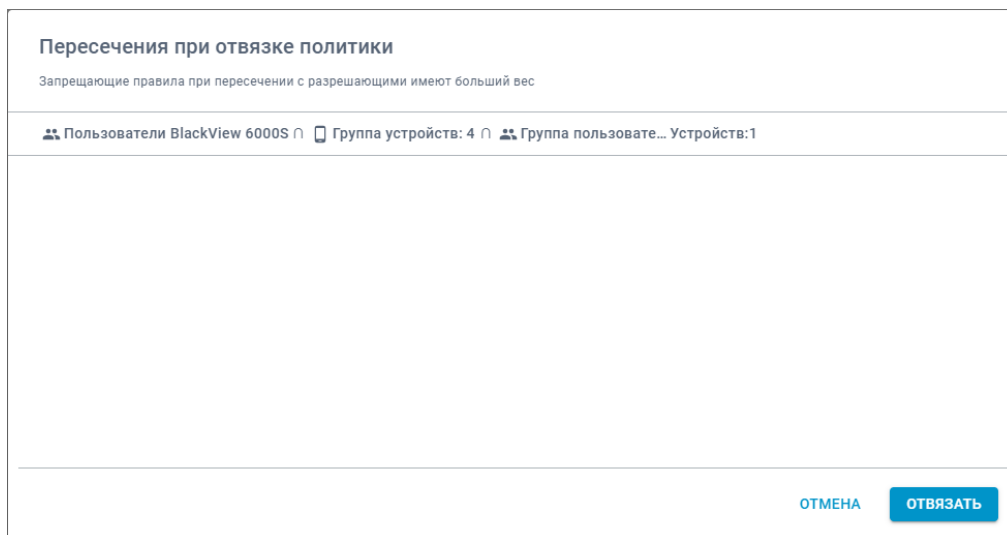 Пересечения при отвязке политики
Запрещающие правила при пересечении с разрешающими имеют больший вес
Пользователи BlackView 6000S ∩ Группа устройств: 4 ∩ Группа пользовате... Устройств:1
ОТМЕНА ОТВЯЗАТЬ